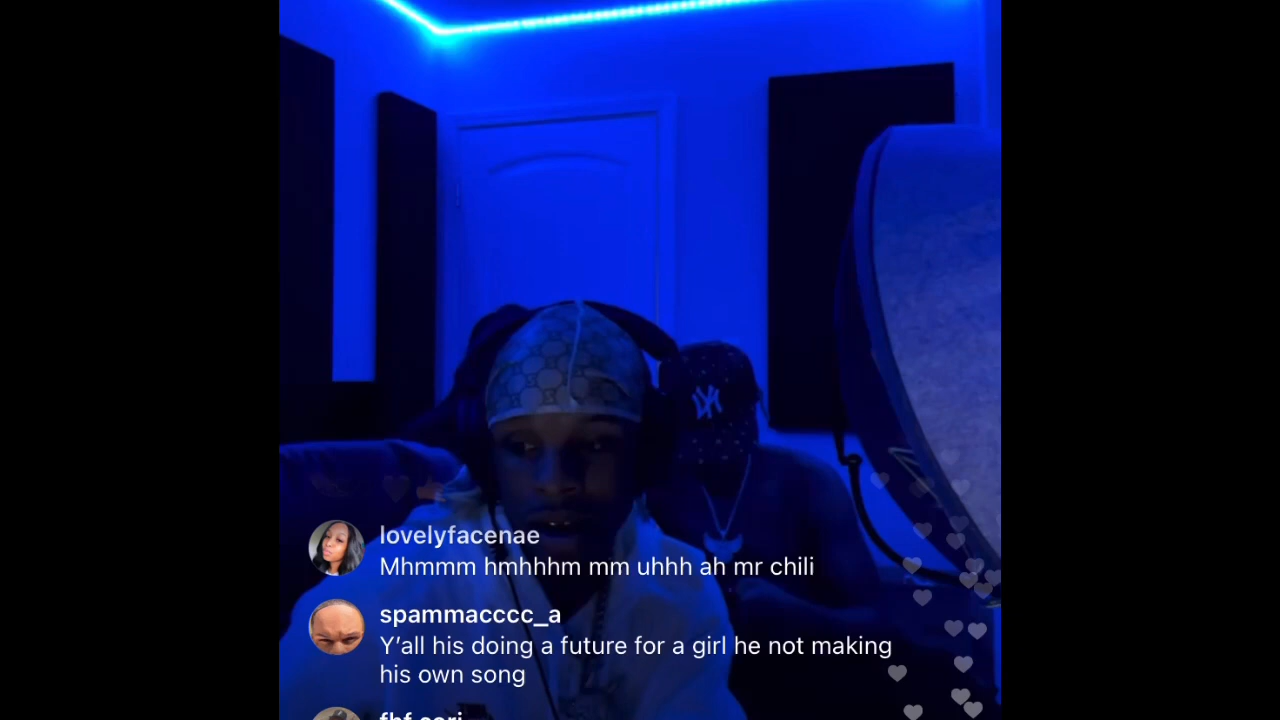 NY
lovelyfacenae
Mhmmm hmhhhm mm uhhh ah mr chili
spammacccc_a
Y’all his doing a future for a girl he not making
his own song